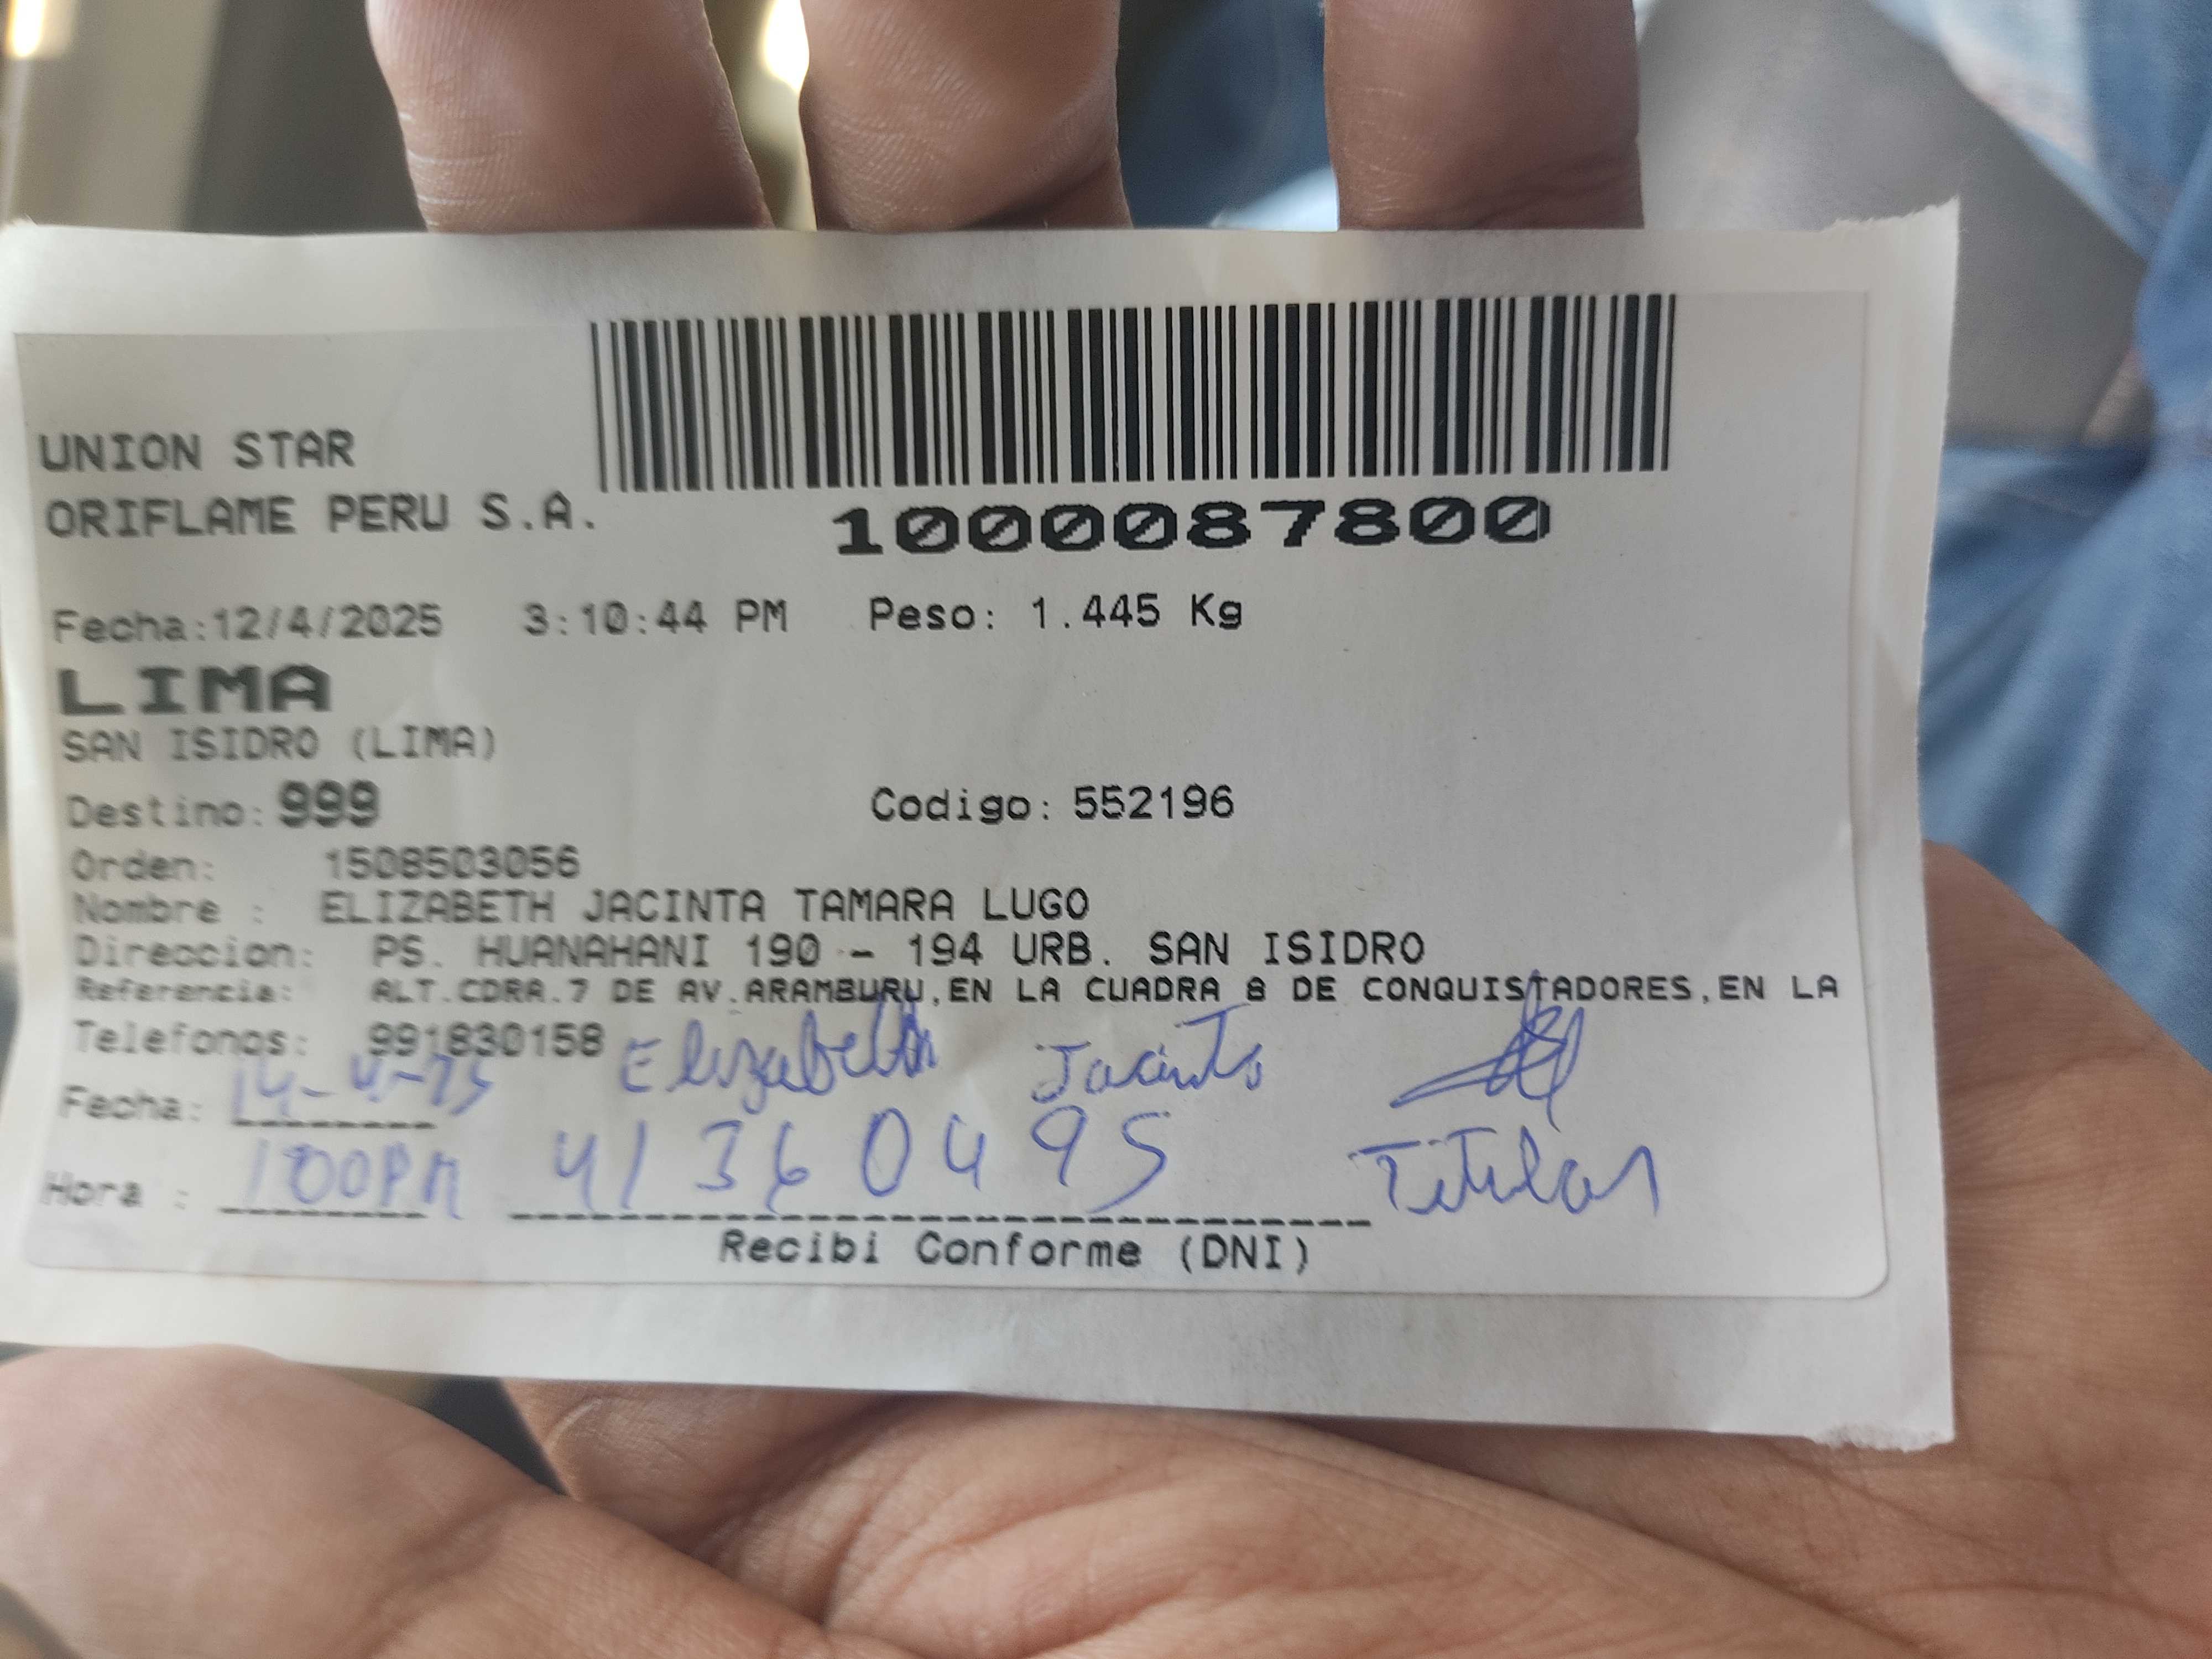 UNION STAR
ORIFLAME PERU S.A.
1000087800
Fecha:12/4/2025 3:10:44 PM Peso: 1.445 Kg
LIMA
SAN ISIDRO (LIMA)
Destino: 999 Codigo: 552196
Orden: 1508503056
Nombre : ELIZABETH JACINTA TAMARA LUGO
Direccion: PS. HUANAHANI 190 - 194 URB. SAN ISIDRO
Referencia: ALT.CDRA.7 DE AV.ARAMBURU,EN LA CUADRA 8 DE CONQUISTADORES,EN LA
Telefonos: 991830158 Elizabeth Jacinto
Fecha: 14-4-25
Hora : 100PM 41360495 Titular
Recibi Conforme (DNI)